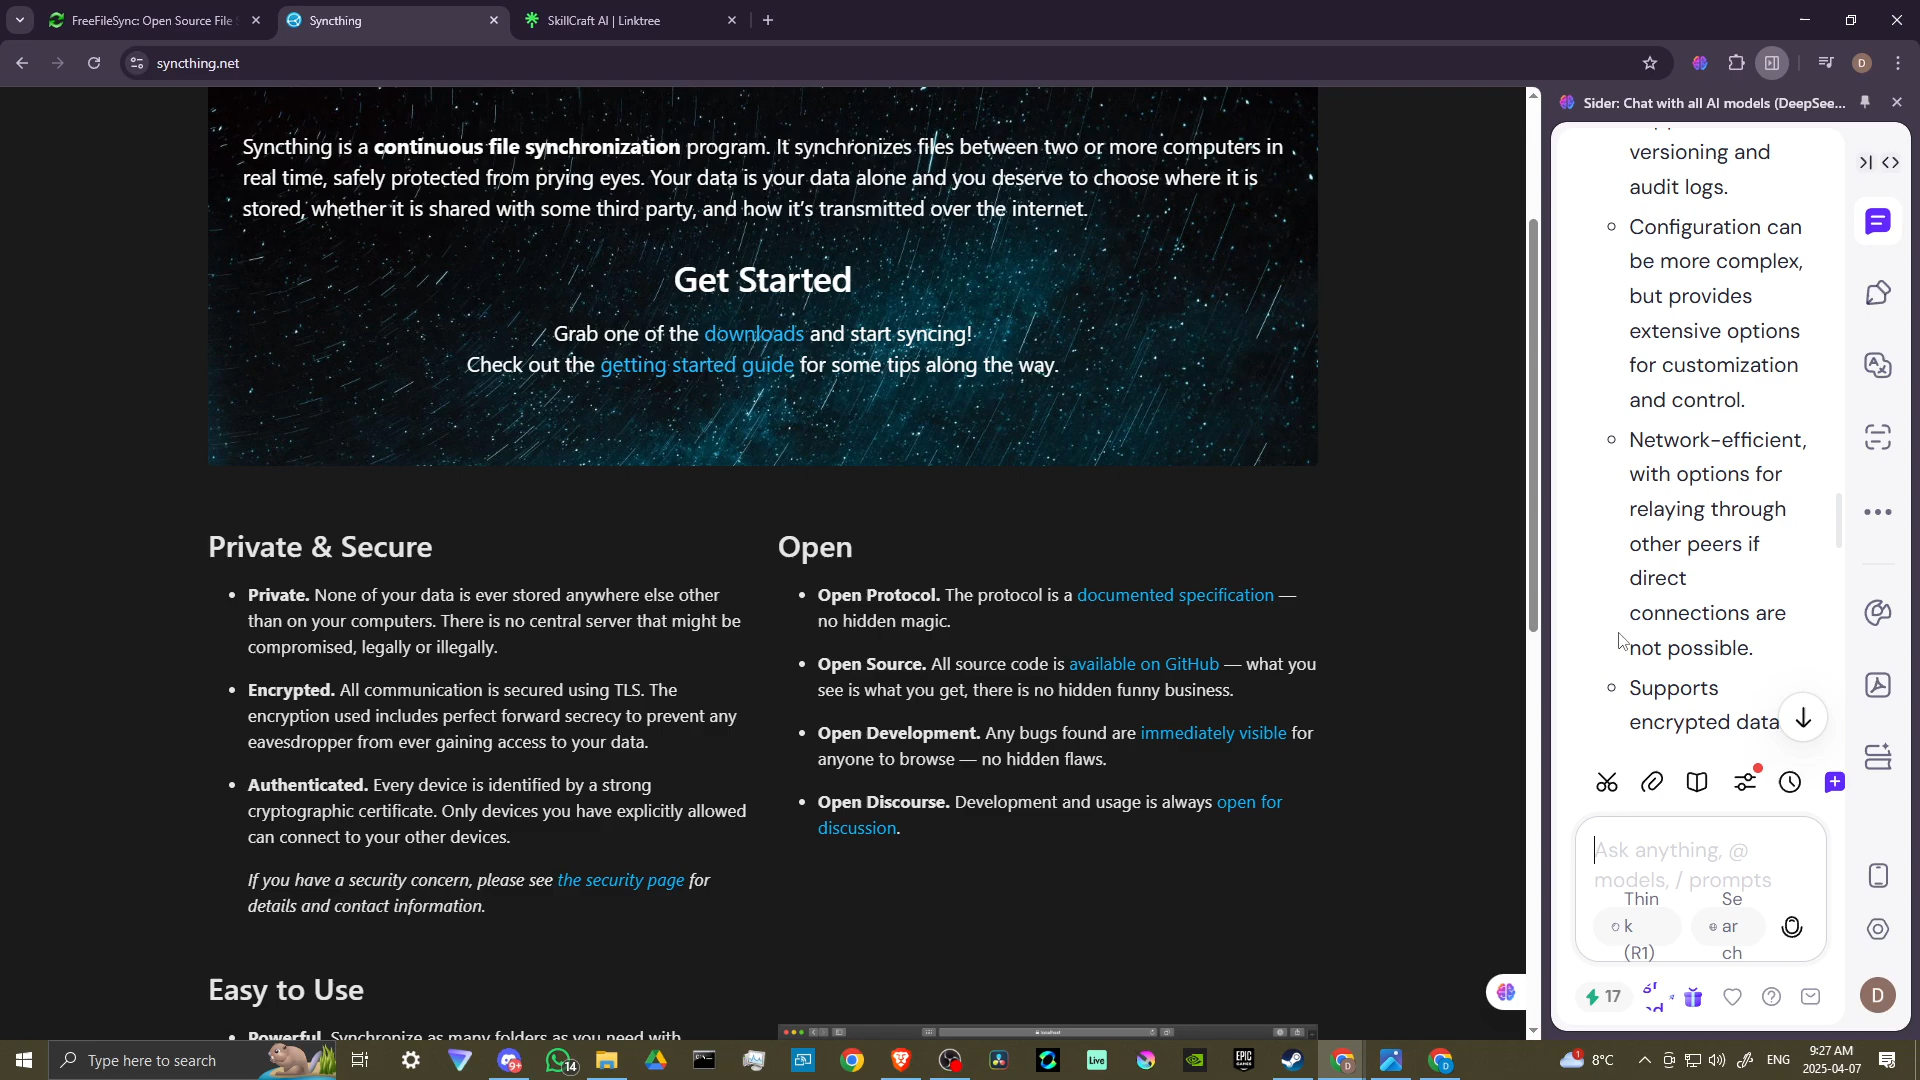 FreeFileSync: Open Source File
Syncthing
SkillCraft AI | Linktree
syncthing.net
D
Syncthing is a continuous file synchronization program. It synchronizes files between two or more computers in
real time, safely protected from prying eyes. Your data is your data alone and you deserve to choose where it is
stored, whether it is shared with some third party, and how it's transmitted over the internet.
Get Started
Grab one of the downloads and start syncing!
Check out the getting started guide for some tips along the way.
Private & Secure
• Private. None of your data is ever stored anywhere else other
than on your computers. There is no central server that might be
compromised, legally or illegally.
• Encrypted. All communication is secured using TLS. The
encryption used includes perfect forward secrecy to prevent any
eavesdropper from ever gaining access to your data.
• Authenticated. Every device is identified by a strong
cryptographic certificate. Only devices you have explicitly allowed
can connect to your other devices.
If you have a security concern, please see the security page for
details and contact information.
Open
• Open Protocol. The protocol is a documented specification —
no hidden magic.
• Open Source. All source code is available on GitHub — what you
see is what you get, there is no hidden funny business.
• Open Development. Any bugs found are immediately visible for
anyone to browse — no hidden flaws.
• Open Discourse. Development and usage is always open for
discussion.
Easy to Use
• Powerful. Synchronize as many folders as you need with
Sider: Chat with all AI models (DeepSee...
versioning and
audit logs.
Configuration can
be more complex,
but provides
extensive options
for customization
and control.
Network-efficient,
with options for
relaying through
other peers if
direct
connections are
not possible.
Supports
encrypted data
Ask anything, @
models, / prompts
Thin
k
(R1)
Se
ar
ch
17
D
Type here to search
9+
14
Live
EPIC
GAMES
1
8°C
ENG
9:27 AM
2025-04-07